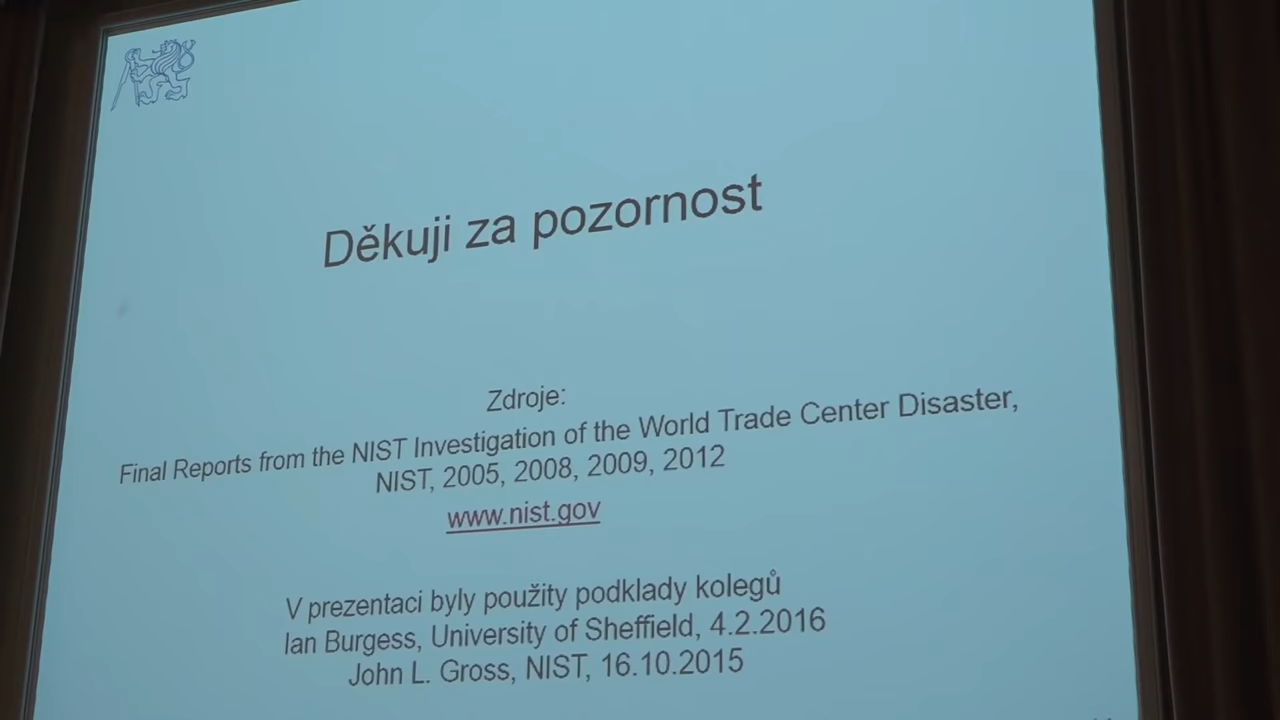 Děkuji za pozornost
Zdroje:
Final Reports from the NIST Investigation of the World Trade Center Disaster,
NIST, 2005, 2008, 2009, 2012
www.nist.gov
V prezentaci byly použity podklady kolegů
Ian Burgess, University of Sheffield, 4.2.2016
John L. Gross, NIST, 16.10.2015